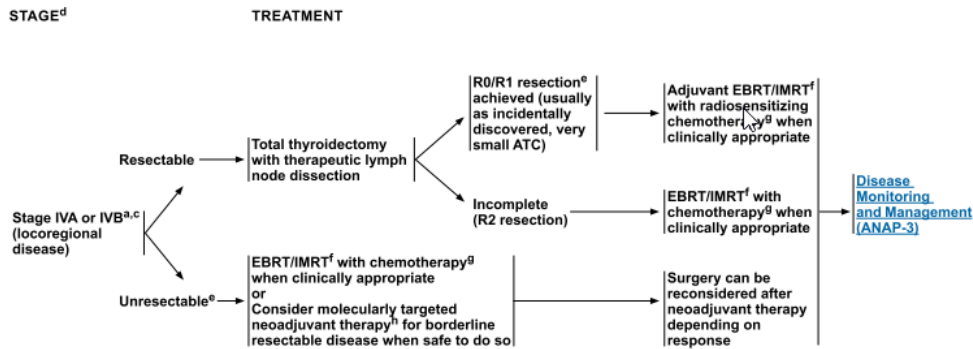 STAGEd
TREATMENT
R0/R1 resectione
achieved (usually
as incidentally
discovered, very
small ATC)
Adjuvant EBRT/IMRTf
with radiosensitizing
chemotherapyg when
clinically appropriate
Resectable
Total thyroidectomy
with therapeutic lymph
node dissection
Stage IVA or IVBa,c
(locoregional
disease)
Incomplete
(R2 resection)
EBRT/IMRTf with
chemotherapyg when
clinically appropriate
Disease
Monitoring
and Management
(ANAP-3)
Unresectablee
EBRT/IMRTf with chemotherapyg
when clinically appropriate
or
Consider molecularly targeted
neoadjuvant therapyh for borderline
resectable disease when safe to do so
Surgery can be
reconsidered after
neoadjuvant therapy
depending on
response